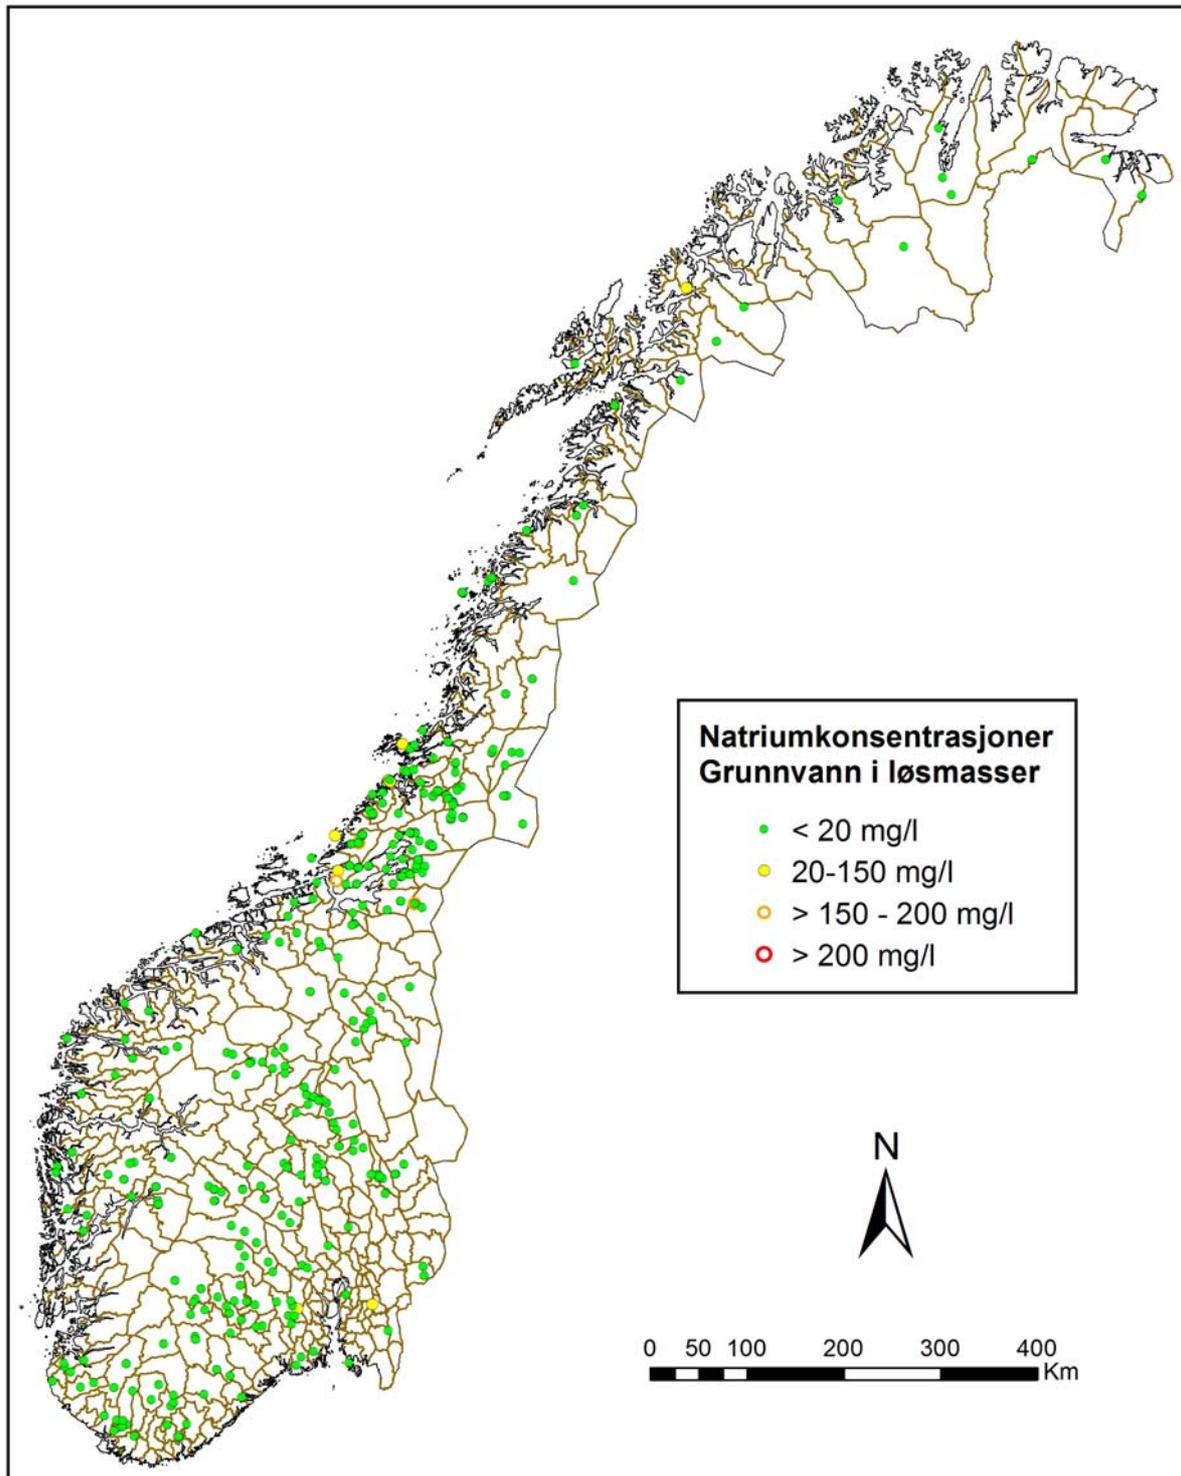 Natriumkonsentrasjoner
Grunnvann i løsmasser
< 20 mg/l
20-150 mg/l
> 150 - 200 mg/l
> 200 mg/l
N
0 50 100 200 300 400
Km